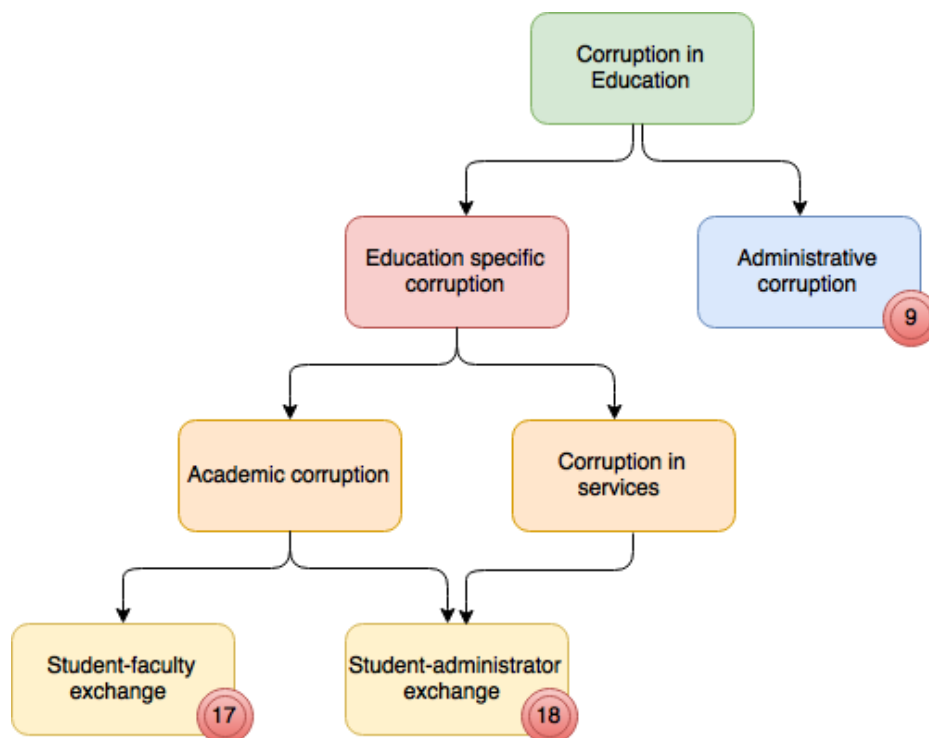 Corruption in
Education
Education specific
corruption
Administrative
corruption
9
Academic corruption
Corruption in
services
Student-faculty
exchange
17
Student-administrator
exchange
18